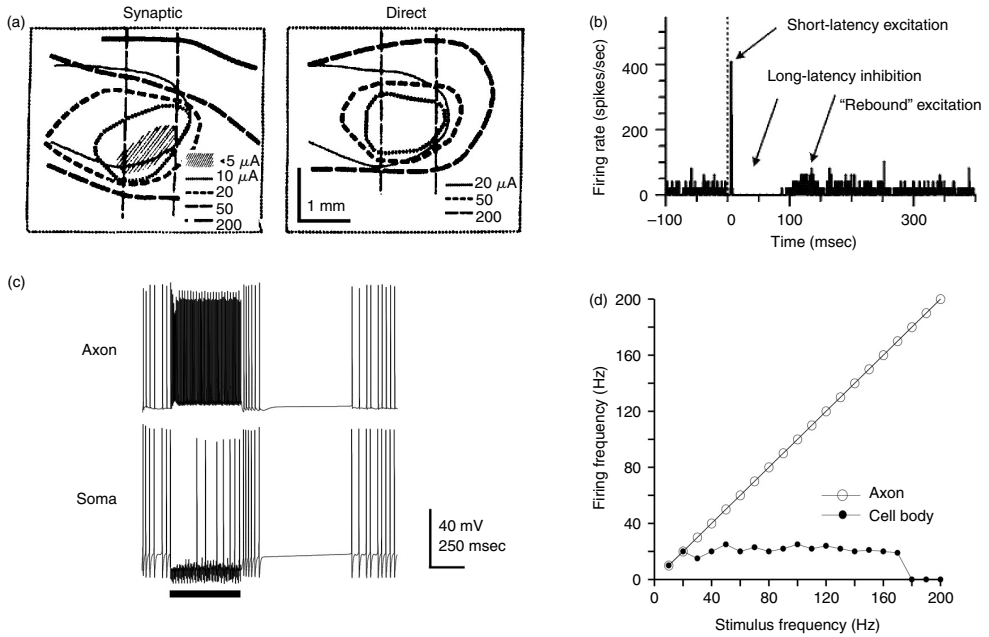 (a)
Synaptic
Direct
<5 μA
10 μA
20
50
200
1 mm
20 μA
50
200
(b)
Short-latency excitation
Long-latency inhibition
“Rebound” excitation
Firing rate (spikes/sec)
400
200
0
−100
0
100
300
Time (msec)
(c)
Axon
Soma
40 mV
250 msec
(d)
Firing frequency (Hz)
200
160
120
80
40
0
Axon
Cell body
0
40
80
120
160
200
Stimulus frequency (Hz)